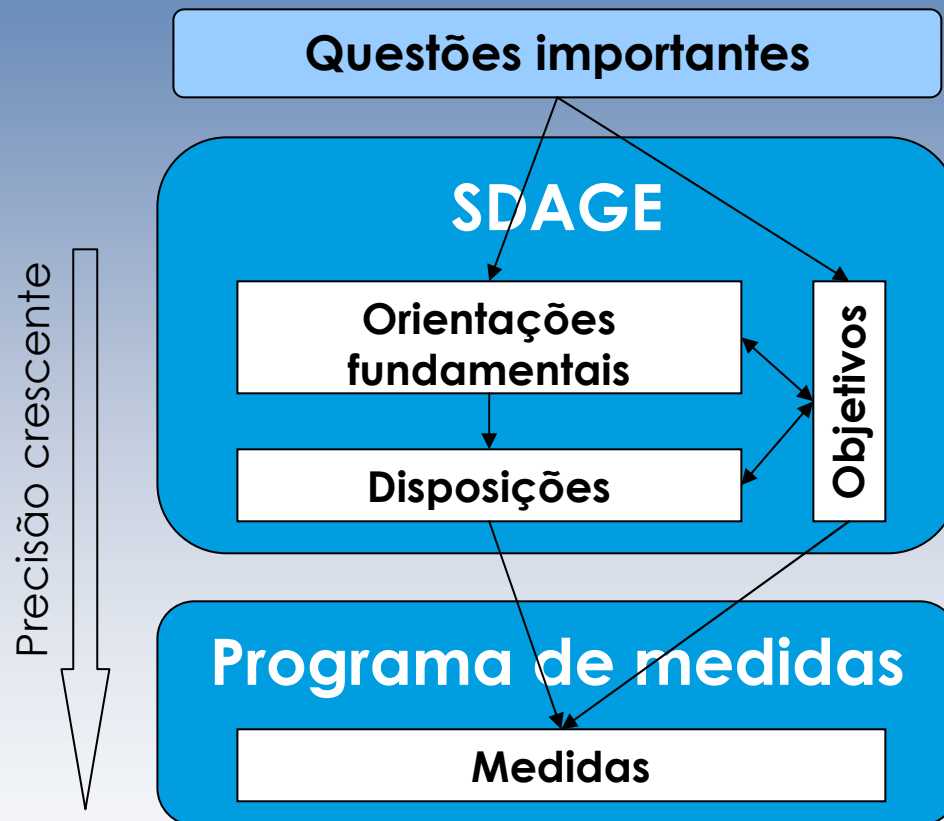 Questões importantes
SDAGE
Precisão crescente
Orientações
fundamentais
Objetivos
Disposições
Programa de medidas
Medidas